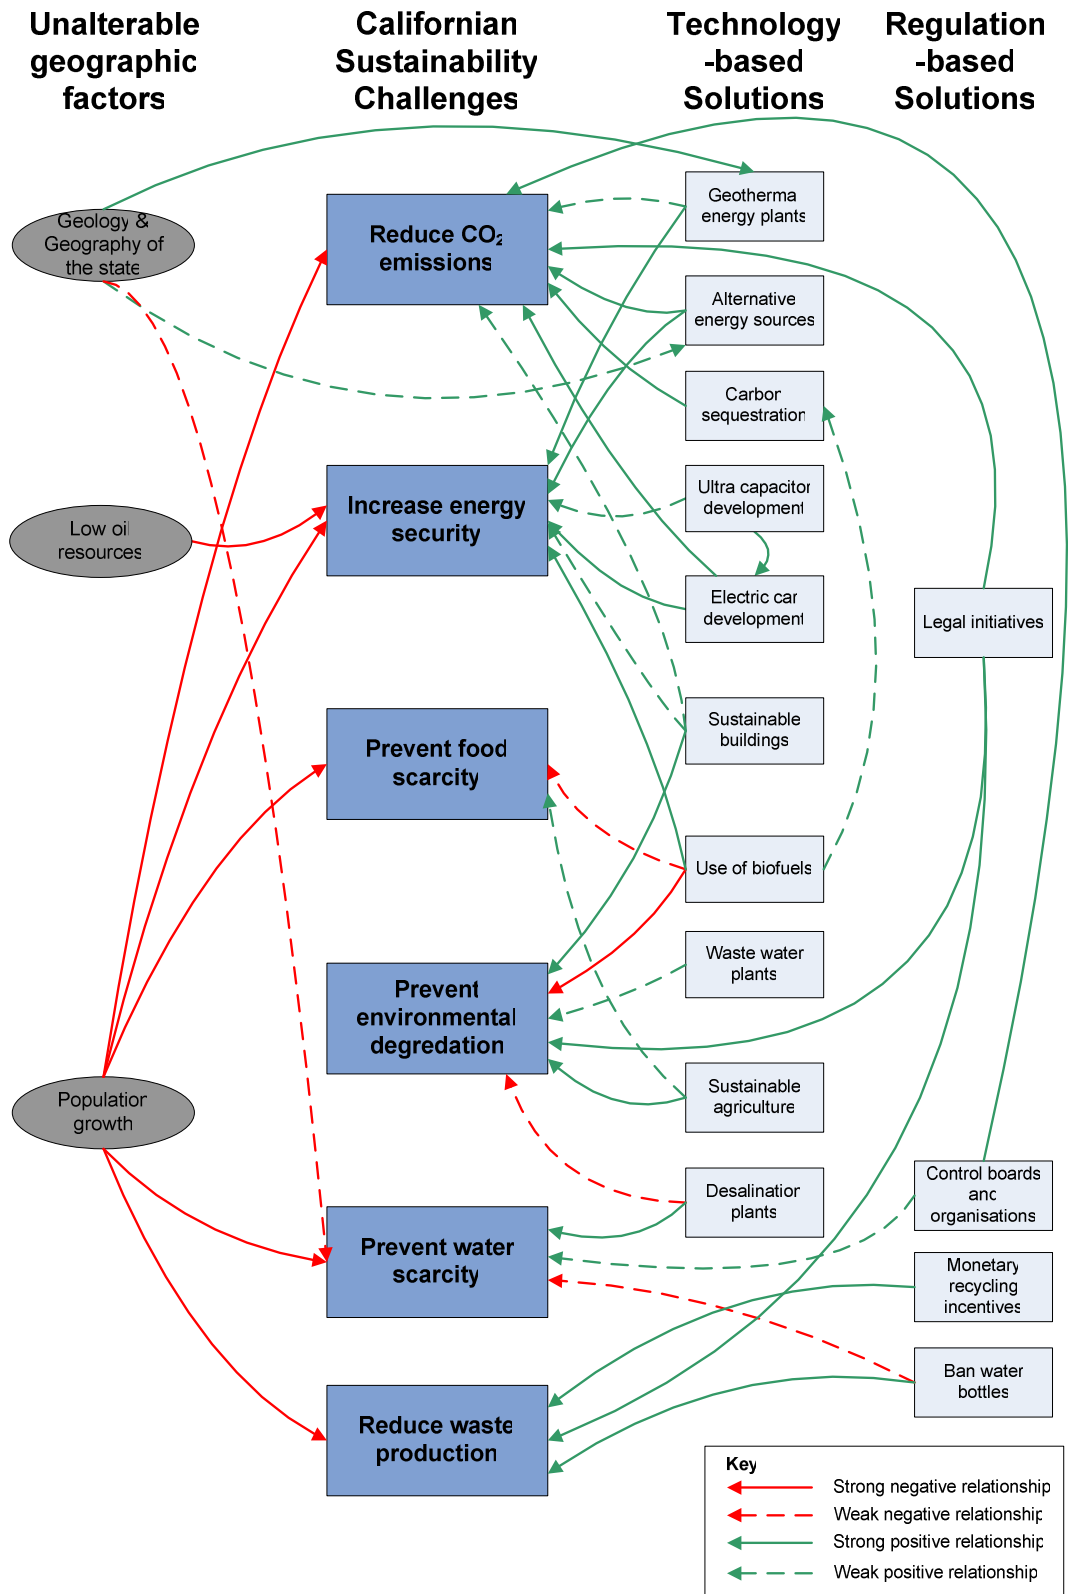 Unalterable
geographic
factors
Californian
Sustainability
Challenges
Technology
-based
Solutions
Regulation
-based
Solutions
Geology &
Geography of
the state
Low oil
resources
Population
growth
Reduce CO₂
emissions
Increase energy
security
Prevent food
scarcity
Prevent
environmental
degredation
Prevent water
scarcity
Reduce waste
production
Geotherma
energy plants
Alternative
energy sources
Carbon
sequestration
Ultra capacitor
development
Electric car
development
Sustainable
buildings
Use of biofuels
Waste water
plants
Sustainable
agriculture
Desalination
plants
Legal initiatives
Control boards
and
organisations
Monetary
recycling
incentives
Ban water
bottles
Key
Strong negative relationship
Weak negative relationship
Strong positive relationship
Weak positive relationship